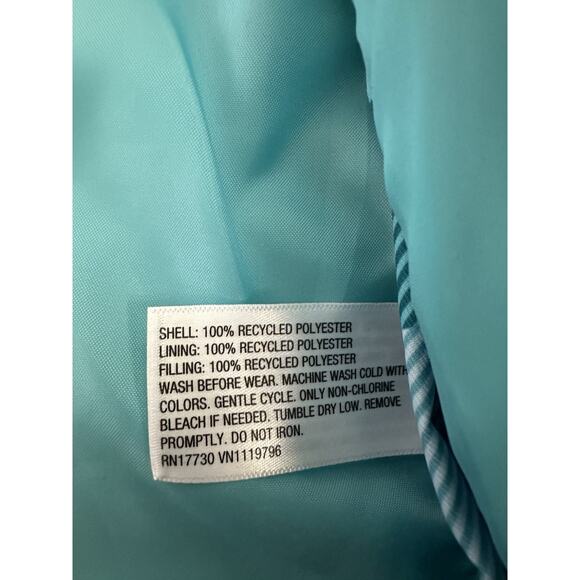 SHELL: 100% RECYCLED POLYESTER
LINING: 100% RECYCLED POLYESTER
FILLING: 100% RECYCLED POLYESTER
WASH BEFORE WEAR. MACHINE WASH COLD WITH
COLORS. GENTLE CYCLE. ONLY NON-CHLORINE
BLEACH IF NEEDED. TUMBLE DRY LOW. REMOVE
PROMPTLY. DO NOT IRON.
RN17730 VN1119796